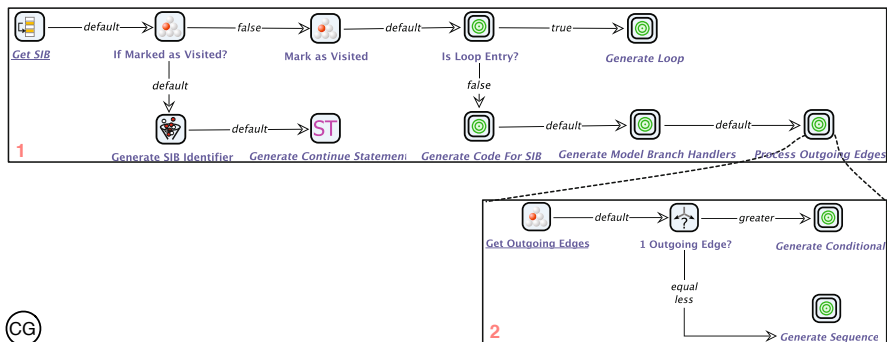 default
false
default
true
Get SIB
If Marked as Visited?
Mark as Visited
Is Loop Entry?
Generate Loop
default
false
default
ST
default
default
Generate SIB Identifier
Generate Continue Statement
Generate Code For SIB
Generate Model Branch Handlers
Process Outgoing Edges
1
default
?
greater
Get Outgoing Edges
1 Outgoing Edge?
Generate Conditional
equal
less
CG
2
Generate Sequence